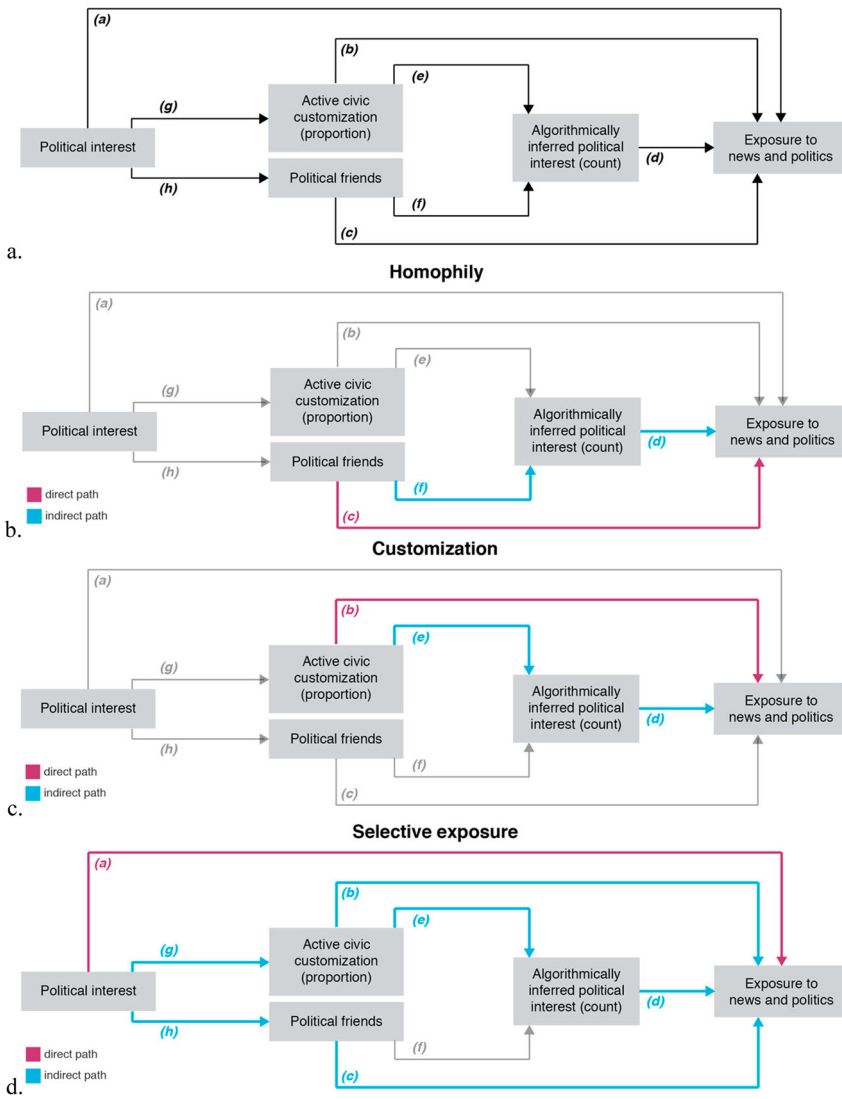 (a)
(b)
(e)
Active civic
customization
(proportion)
(g)
Algorithmically
inferred political
interest (count)
Exposure to
news and politics
Political interest
(d)
Political friends
(h)
(f)
(c)
a.
Homophily
(a)
(b)
(e)
Active civic
customization
(proportion)
(g)
Algorithmically
inferred political
interest (count)
Exposure to
news and politics
Political interest
(d)
Political friends
(h)
(f)
direct path
(c)
indirect path
b.
Customization
(a)
(b)
(e)
Active civic
customization
(proportion)
(g)
Algorithmically
inferred political
interest (count)
Exposure to
news and politics
Political interest
(d)
Political friends
(h)
(f)
direct path
(c)
indirect path
c.
Selective exposure
(a)
(b)
(e)
Active civic
customization
(proportion)
(g)
Algorithmically
inferred political
interest (count)
Exposure to
news and politics
Political interest
(d)
Political friends
(h)
(f)
direct path
(c)
indirect path
d.